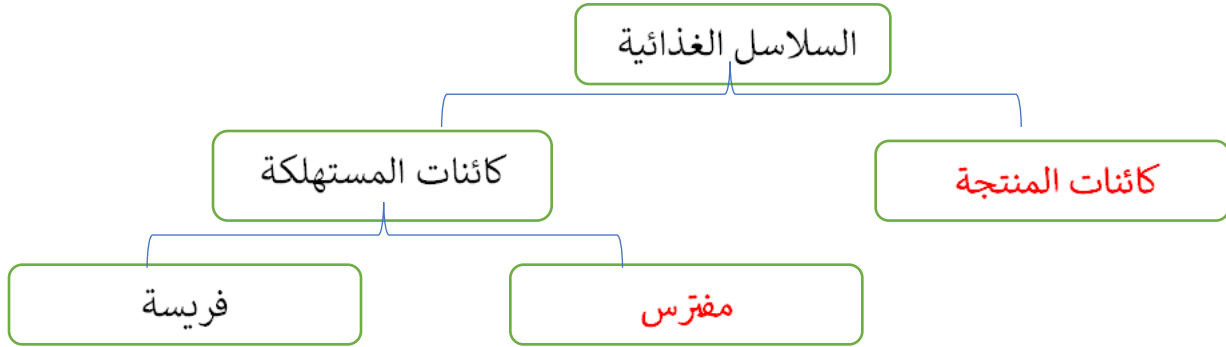 السلاسل الغذائية
كائنات المنتجة
كائنات المستهلكة
مفترس
فريسة